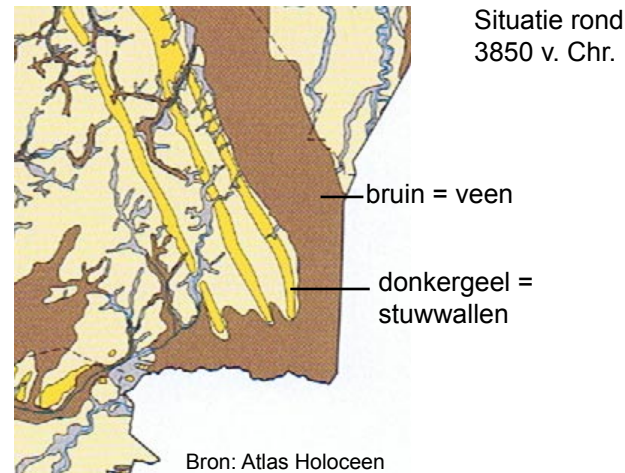 Situatie rond
3850 v. Chr.
bruin = veen
donkergeel =
stuwwallen
Bron: Atlas Holoceen